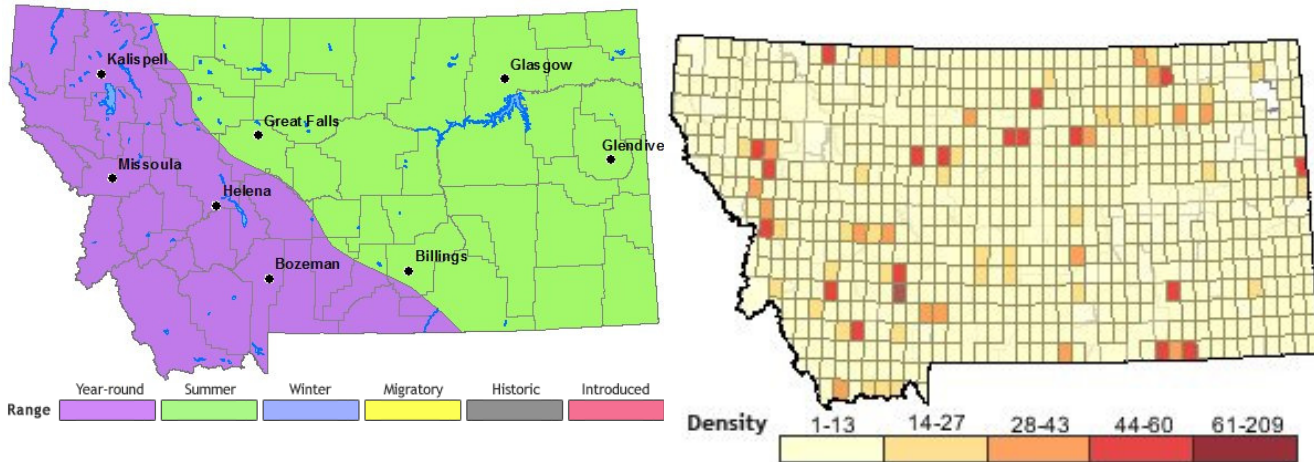 Kalispell
Glasgow
Great Falls
Glendive
Missoula
Helena
Billings
Bozeman
Year-round Summer Winter Migratory Historic Introduced
Range
1-13 14-27 28-43 44-60 61-209
Density